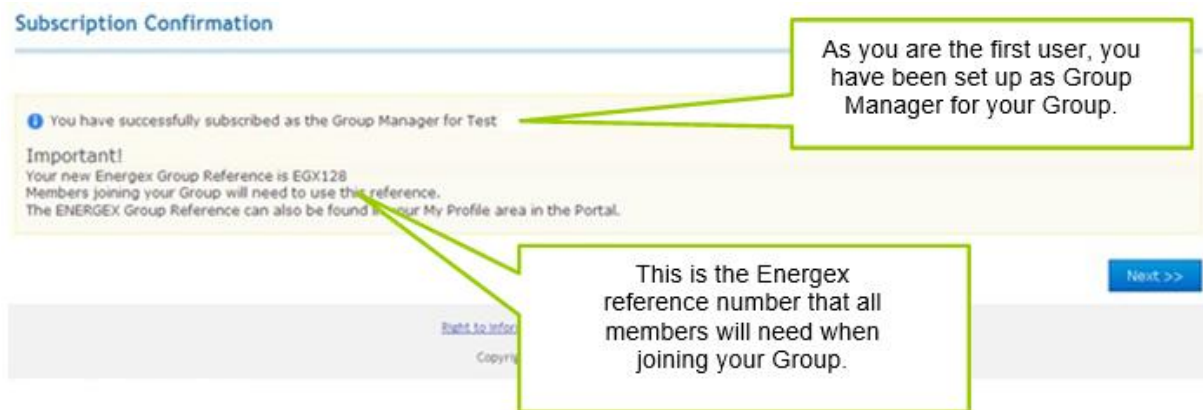 Subscription Confirmation
As you are the first user, you
have been set up as Group
Manager for your Group.
You have successfully subscribed as the Group Manager for Test
Important!
Your new Energex Group Reference is EGX128
Members joining your Group will need to use this reference.
The ENERGEX Group Reference can also be found My Profile area in the Portal.
This is the Energex
reference number that all
members will need when
joining your Group.
Next >>
Right to